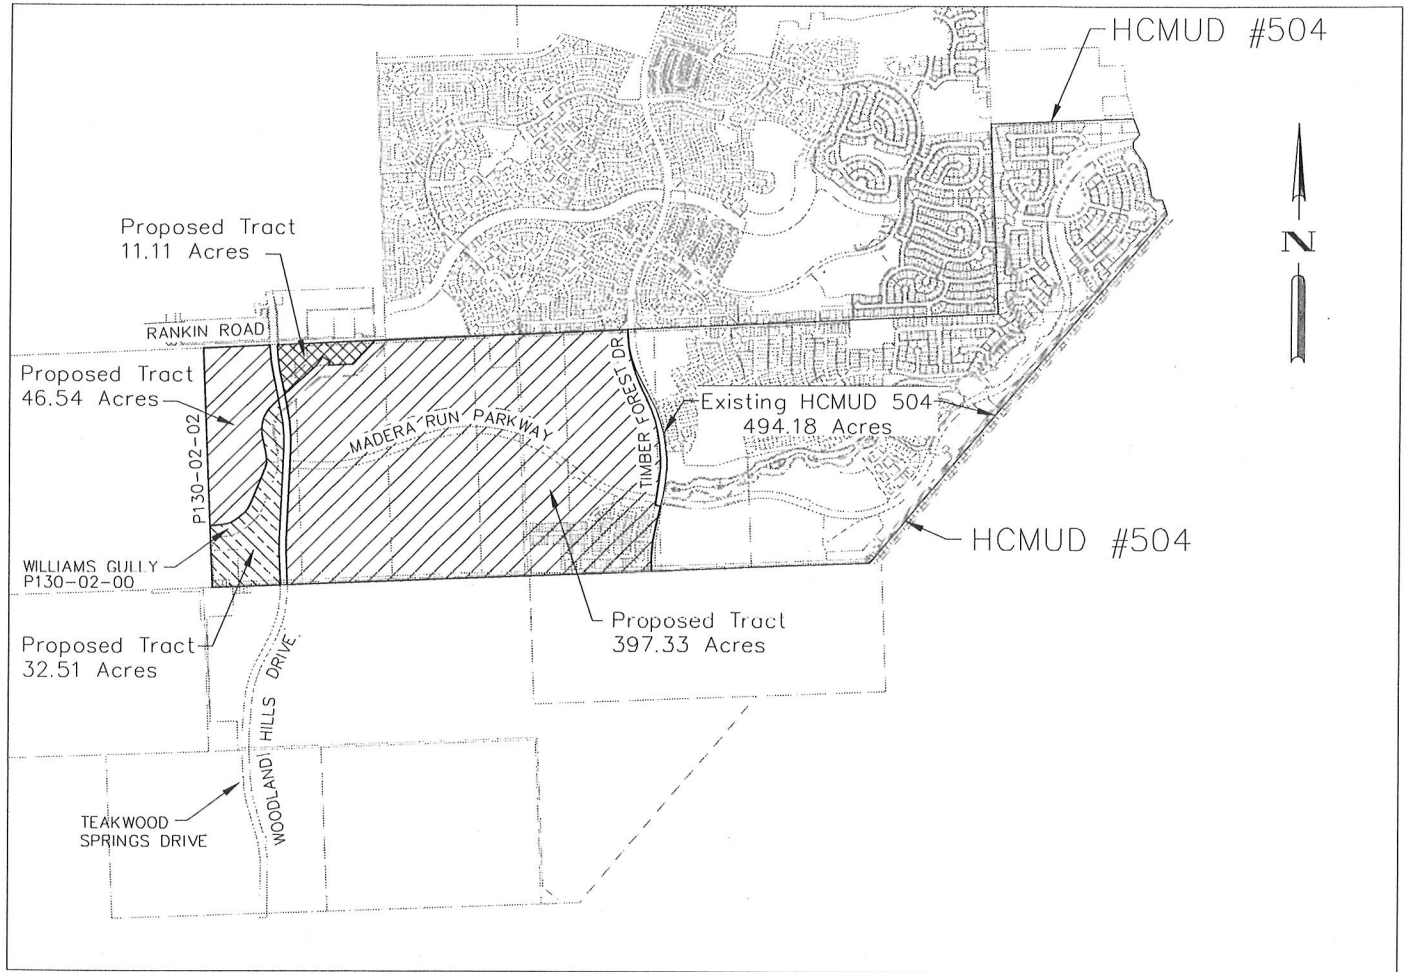 HCMUD #504
N
Proposed Tract
11.11 Acres
RANKIN ROAD
Proposed Tract
46.54 Acres
P130-02-02
MADERA RUN PARKWAY
TIMBER FOREST DR.
Existing HCMUD 504
494.18 Acres
HCMUD #504
WILLIAMS GULLY
P130-02-00
Proposed Tract
32.51 Acres
Proposed Tract
397.33 Acres
WOODLAND HILLS DRIVE.
TEAKWOOD
SPRINGS DRIVE